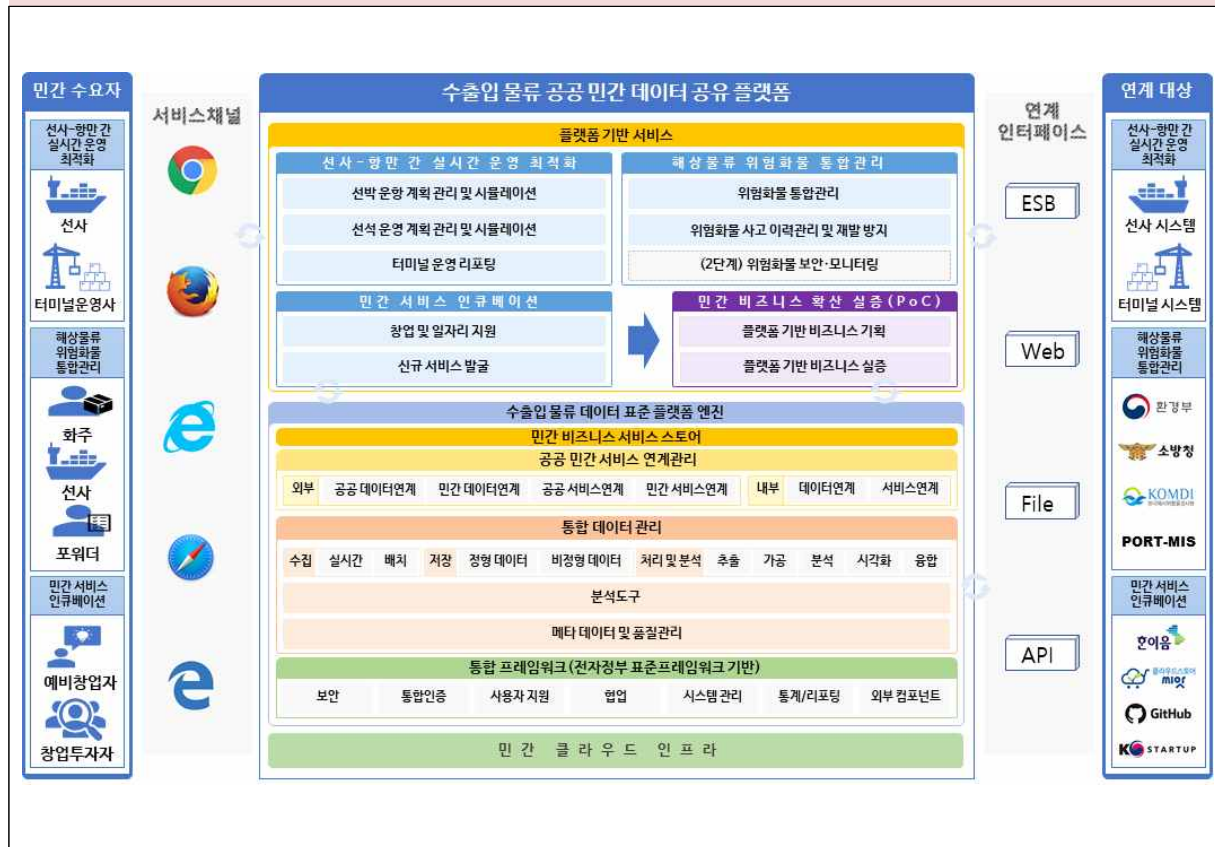 민간 수요자
선사-항만 간
실시간 운영
최적화
선사
터미널운영사
해상물류
위험화물
통합관리
화주
선사
포워더
민간 서비스
인큐베이션
예비창업자
창업투자자
서비스채널
수출입 물류 공공 민간 데이터 공유 플랫폼
플랫폼 기반 서비스
선사-항만 간 실시간 운영 최적화
선박 운항 계획 관리 및 시뮬레이션
선석 운영 계획 관리 및 시뮬레이션
터미널 운영 리포팅
해상물류 위험화물 통합관리
위험화물 통합관리
위험화물 사고 이력관리 및 재발 방지
(2단계) 위험화물 보안·모니터링
민간 서비스 인큐베이션
창업 및 일자리 지원
신규 서비스 발굴
민간 비즈니스 확산 실증(PoC)
플랫폼 기반 비즈니스 기획
플랫폼 기반 비즈니스 실증
수출입 물류 데이터 표준 플랫폼 엔진
민간 비즈니스 서비스 스토어
공공 민간 서비스 연계관리
외부 공공 데이터연계 민간 데이터연계 공공 서비스연계 민간 서비스연계 내부 데이터연계 서비스연계
통합 데이터 관리
수집 실시간 배치 저장 정형 데이터 비정형 데이터 처리 및 분석 추출 가공 분석 시각화 융합
분석도구
메타 데이터 및 품질관리
통합 프레임워크 (전자정부 표준프레임워크 기반)
보안 통합인증 사용자 지원 협업 시스템 관리 통계/리포팅 외부 컴포넌트
민간 클라우드 인프라
연계
인터페이스
ESB
Web
File
API
연계 대상
선사-항만 간
실시간 운영
최적화
선사 시스템
터미널 시스템
해상물류
위험화물
통합관리
환경부
소방청
KOMDI
PORT-MIS
민간 서비스
인큐베이션
한이음
클라우드스토어
GitHub
K STARTUP